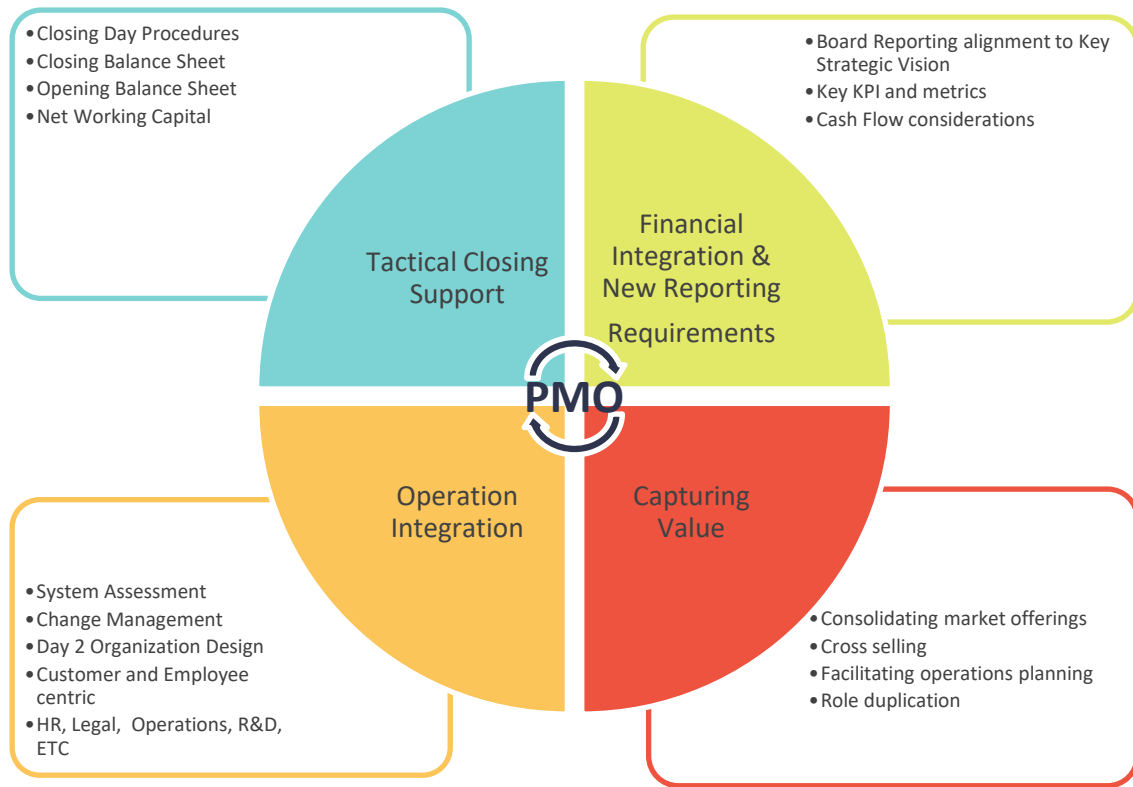 •Closing Day Procedures
•Closing Balance Sheet
•Opening Balance Sheet
•Net Working Capital
•Board Reporting alignment to Key
Strategic Vision
•Key KPI and metrics
•Cash Flow considerations
Tactical Closing
Support
Financial
Integration &
New Reporting
Requirements
PMO
Operation
Integration
Capturing
Value
•System Assessment
•Change Management
•Day 2 Organization Design
•Customer and Employee
centric
•HR, Legal, Operations, R&D,
ETC
•Consolidating market offerings
•Cross selling
•Facilitating operations planning
•Role duplication